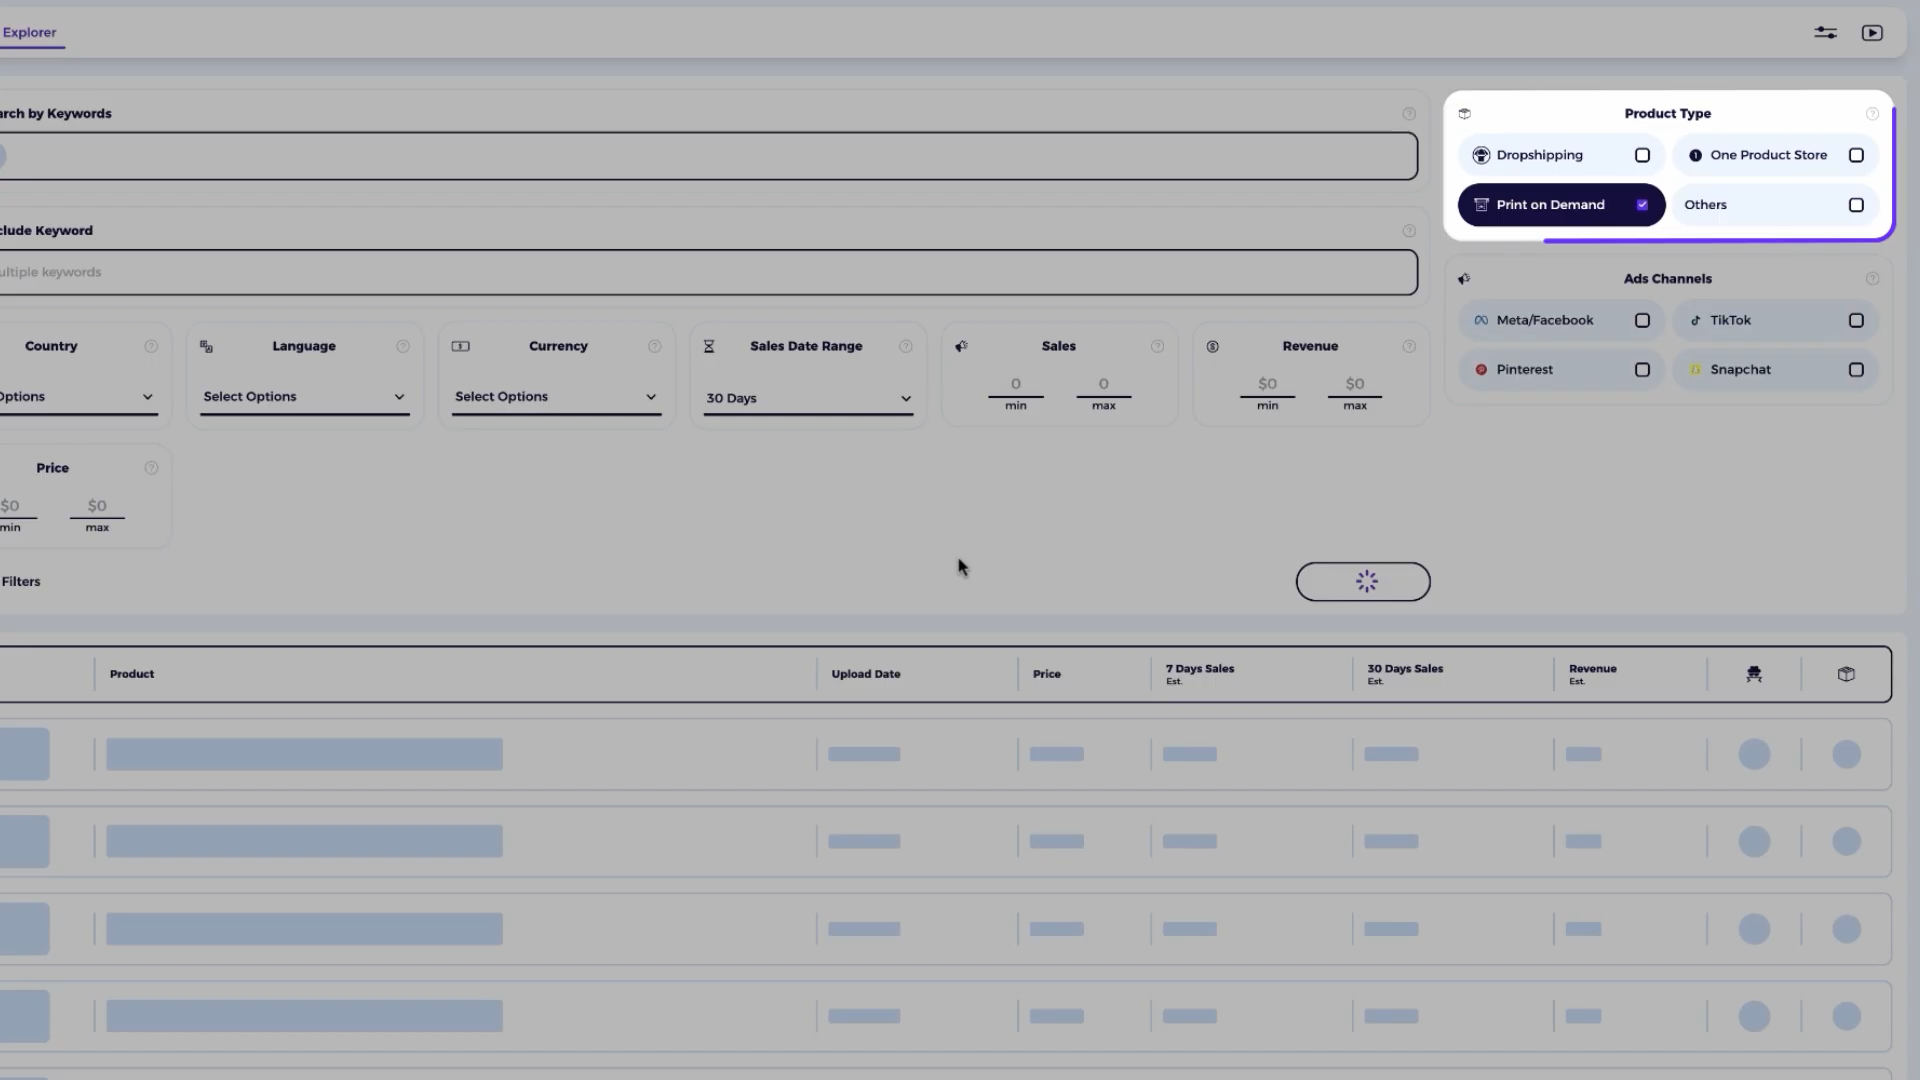 Explorer
arch by Keywords
Product Type
Dropshipping
One Product Store
Print on Demand
Others
clude Keyword
ultiple keywords
Ads Channels
Meta/Facebook
TikTok
Pinterest
Snapchat
Country
Language
Currency
Sales Date Range
Sales
Revenue
Options
Select Options
Select Options
30 Days
0
0
$0
$0
min
max
min
max
Price
$0
$0
min
max
Filters
Product
Upload Date
Price
7 Days Sales
Est.
30 Days Sales
Est.
Revenue
Est.